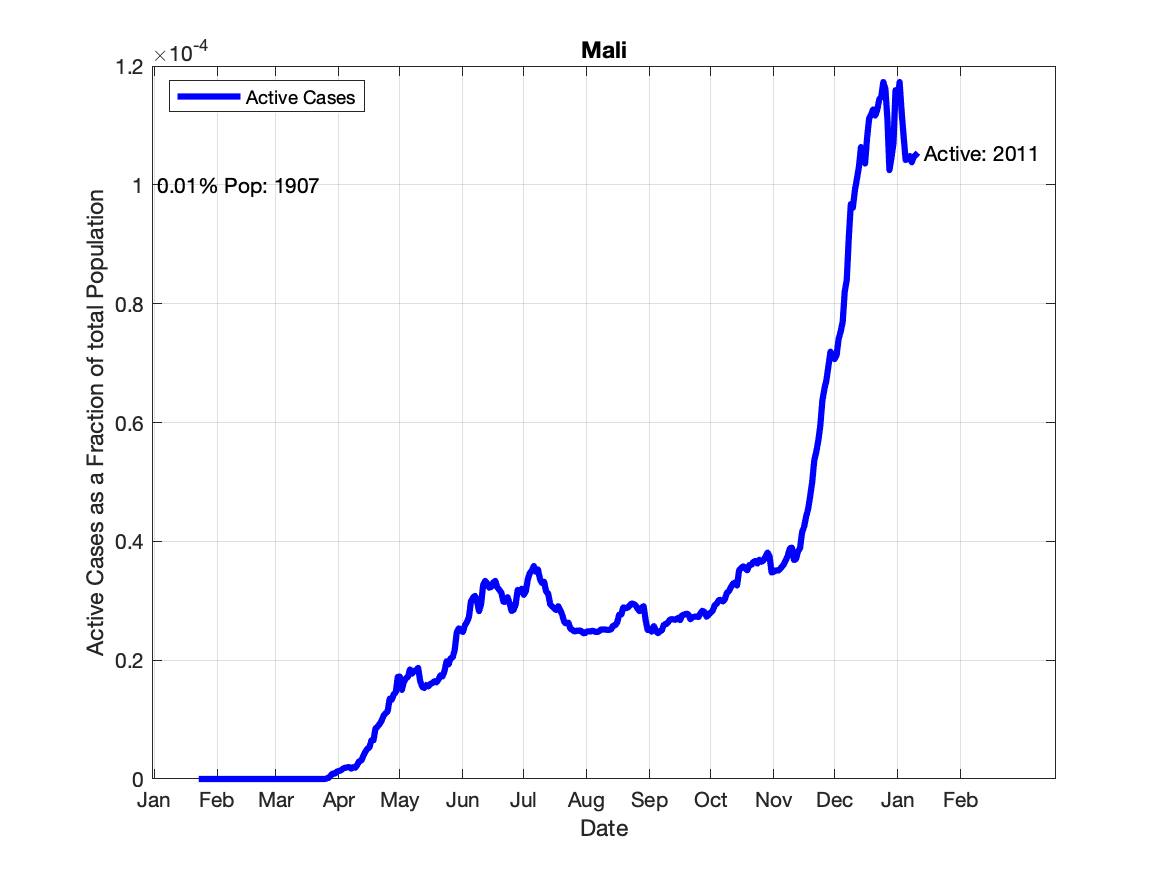 Mali
×10-4
Active Cases
1.2
1
0.8
0.6
0.4
0.2
0
0.01% Pop: 1907
Active: 2011
Active Cases as a Fraction of total Population
Jan Feb Mar Apr May Jun Jul Aug Sep Oct Nov Dec Jan Feb
Date